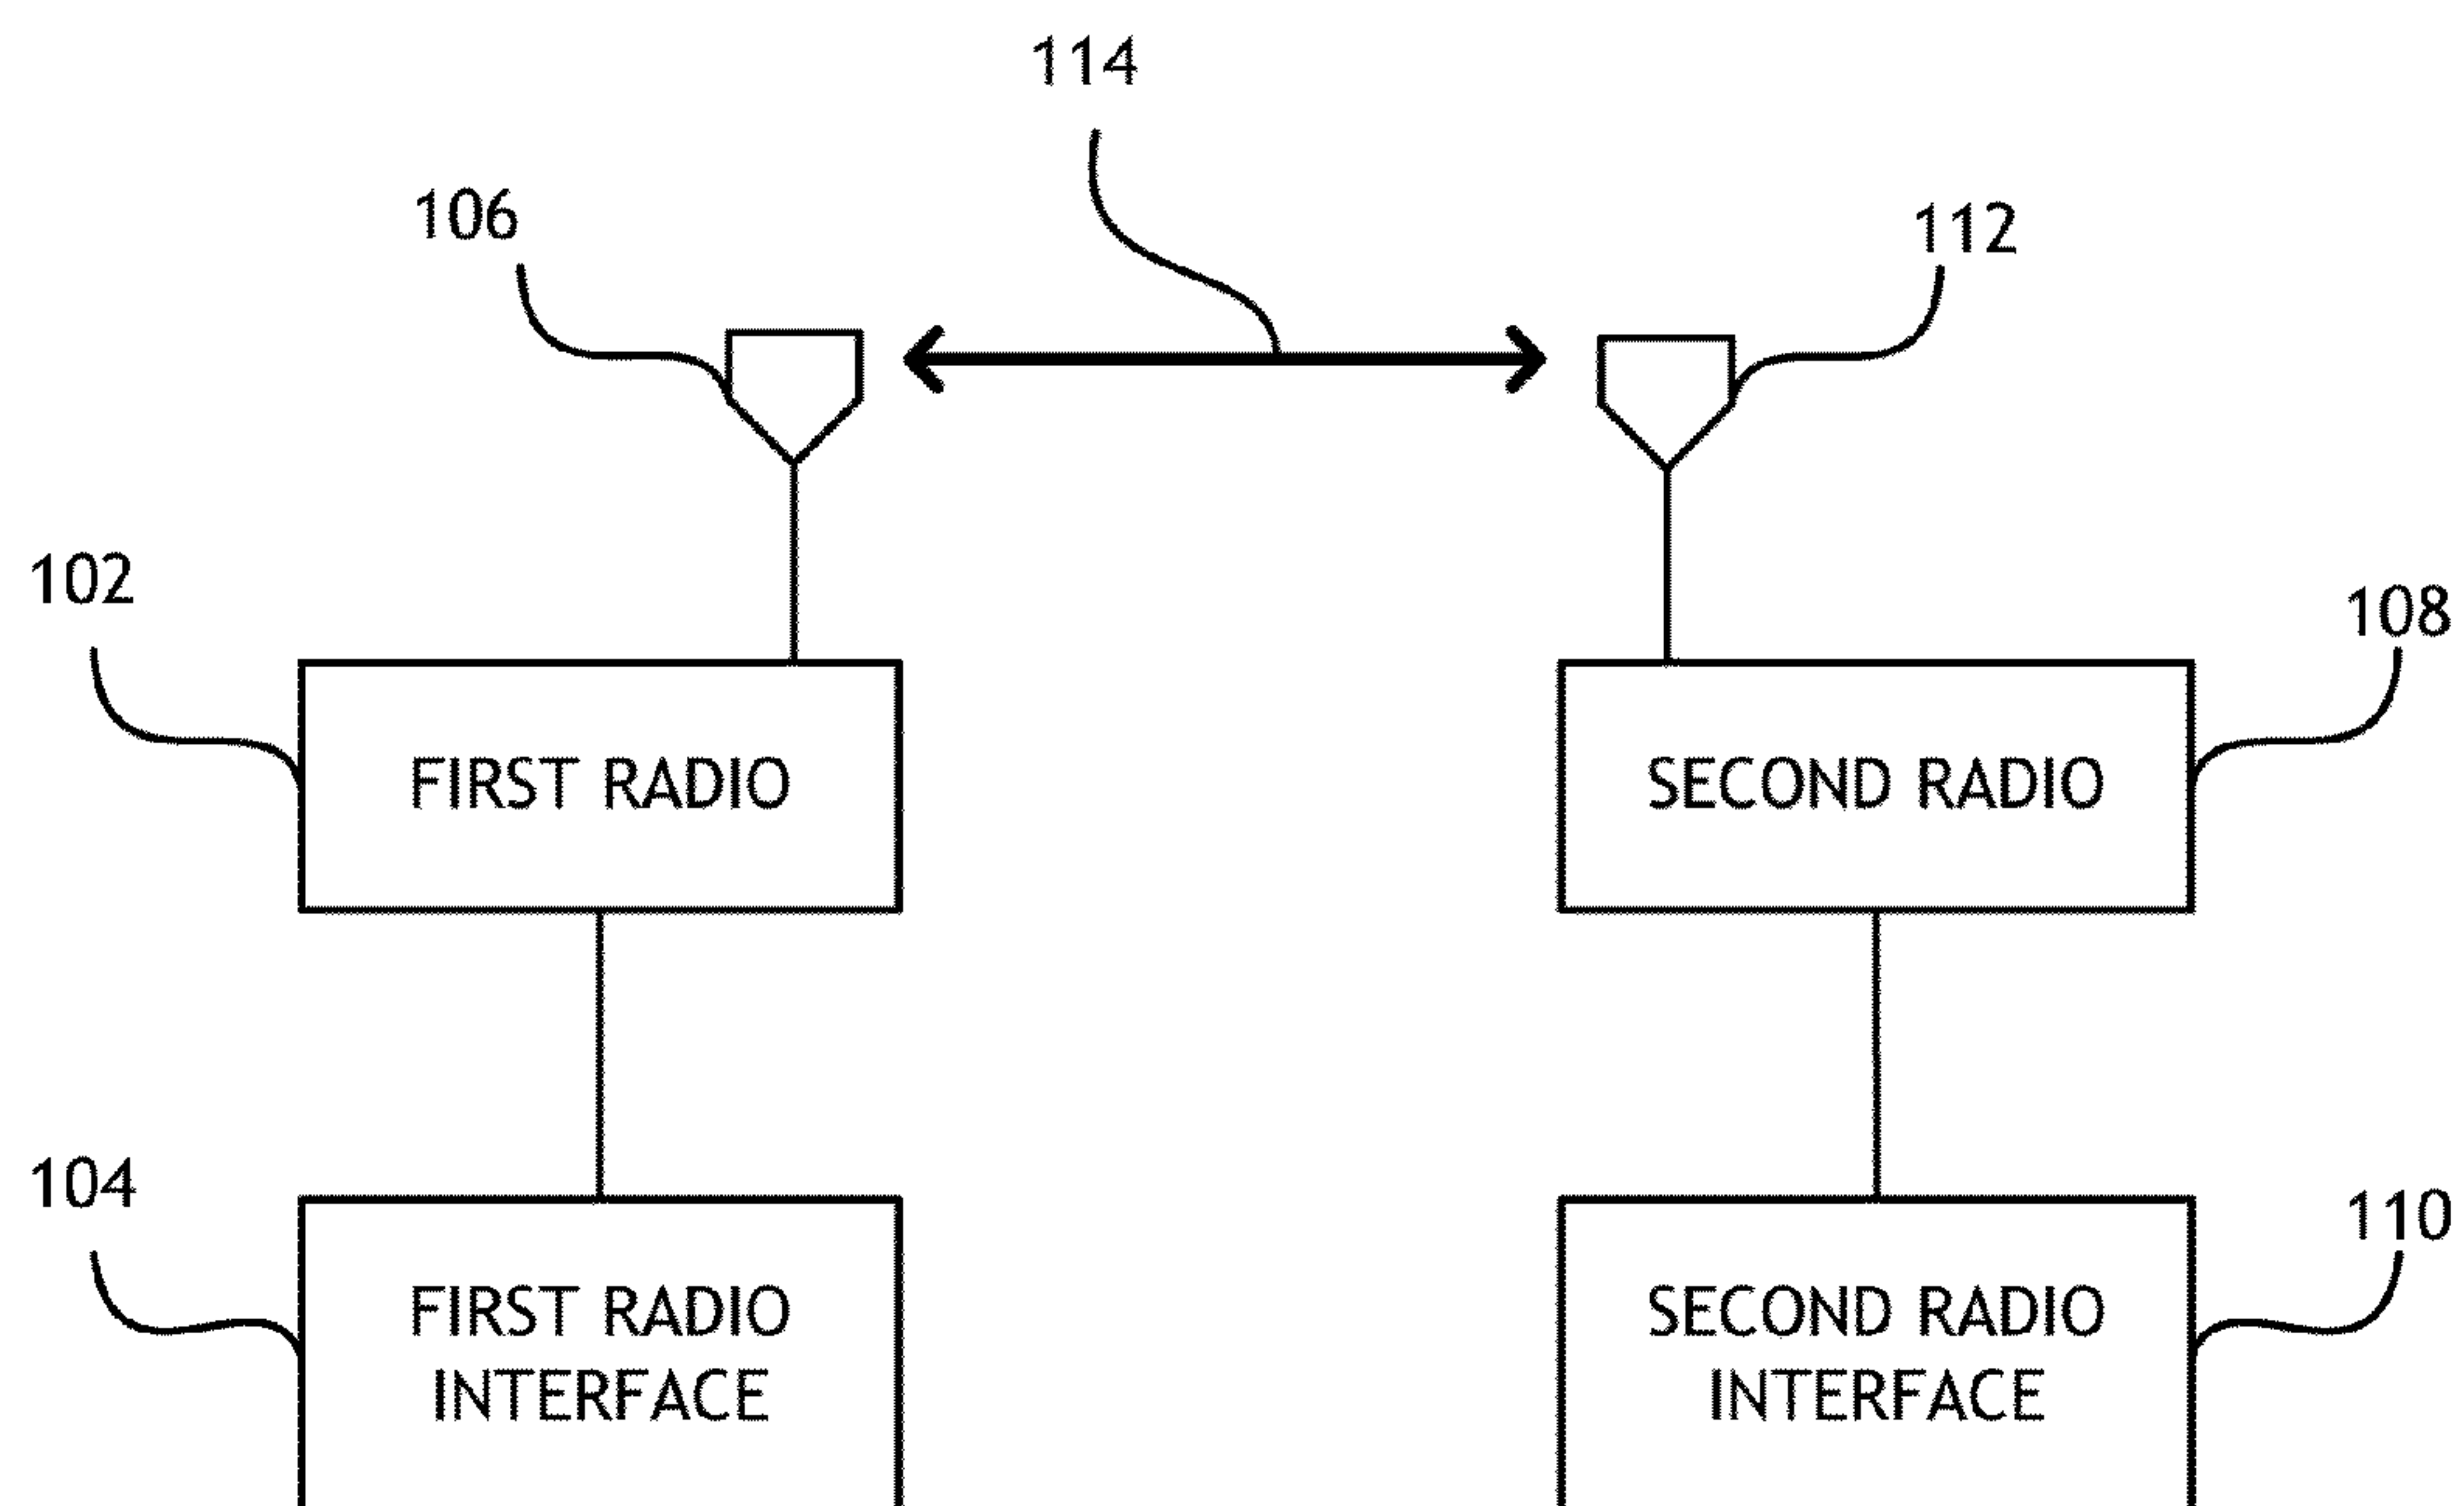 114
106
112
102
108
FIRST RADIO
SECOND RADIO
104
110
FIRST RADIO
INTERFACE
SECOND RADIO
INTERFACE